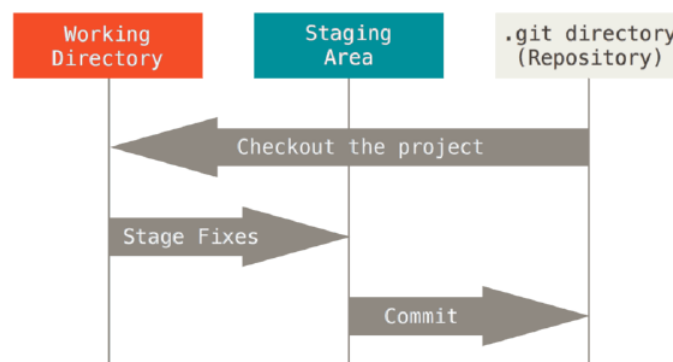 Working
Directory
Staging
Area
.git directory
(Repository)
Checkout the project
Stage Fixes
Commit